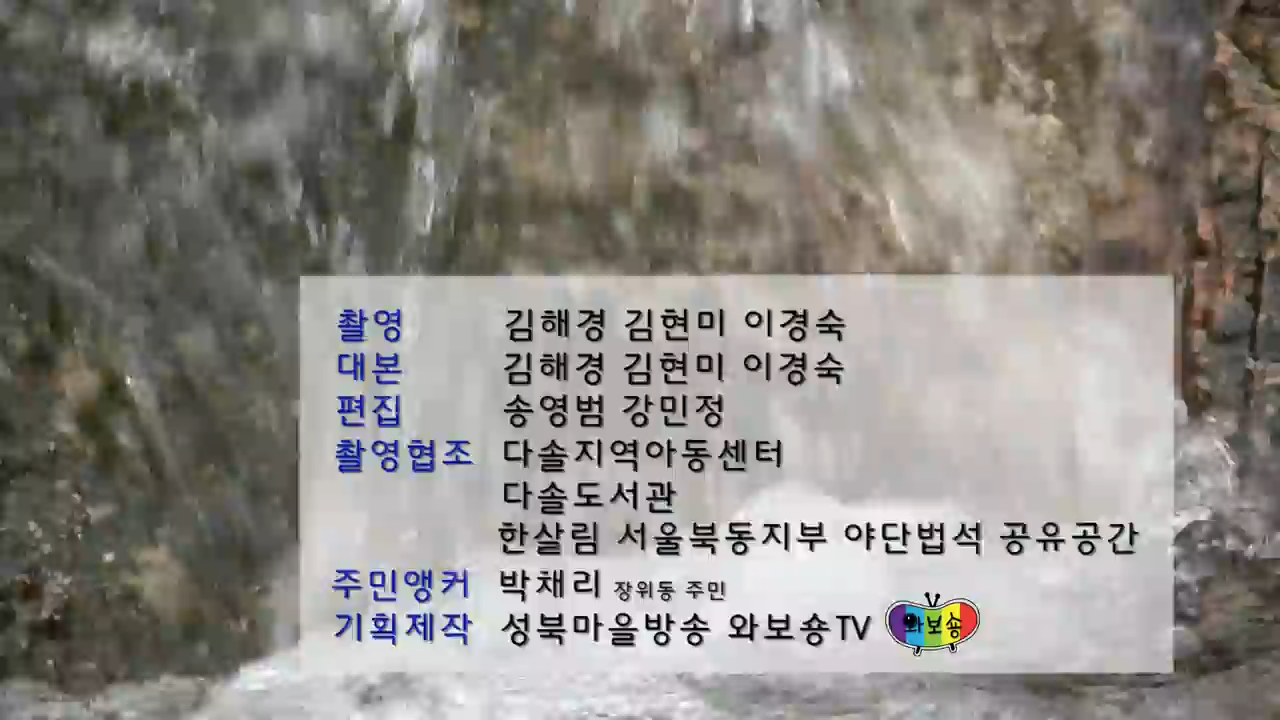 촬영 김해경 김현미 이경숙
대본 김해경 김현미 이경숙
편집 송영범 강민정
촬영협조 다솔지역아동센터
다솔도서관
한살림 서울북동지부 야단법석 공유공간
주민앵커 박채리 장위동 주민
기획제작 성북마을방송 와보숑TV 와보숑